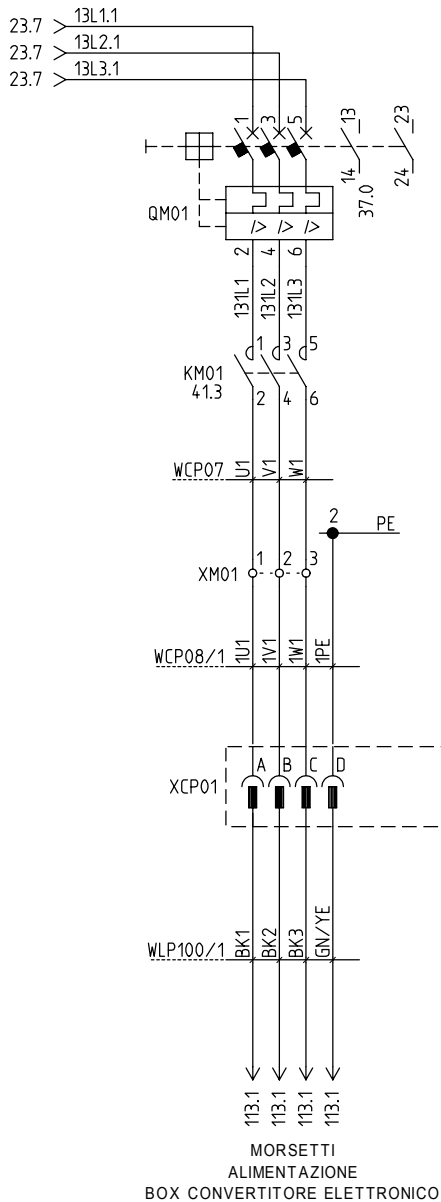 13L1.1
23.7
13L2.1
23.7
13L3.1
23.7
1 3 5 13 23
14 24
37.0
QM01
/> /> />
2 4 6
131L1 131L2 131L3
1 3 5
KM01
41.3
2 4 6
WCP07 U1 V1 W1
2 PE
1 2 3
XM01
WCP08/1 1U1 1V1 1W1 1PE
A B C D
XCP01
WLP100/1 BK1 BK2 BK3 GN/YE
113.1 113.1 113.1 113.1
MORSETTI
ALIMENTAZIONE
BOX CONVERTITORE ELETTRONICO